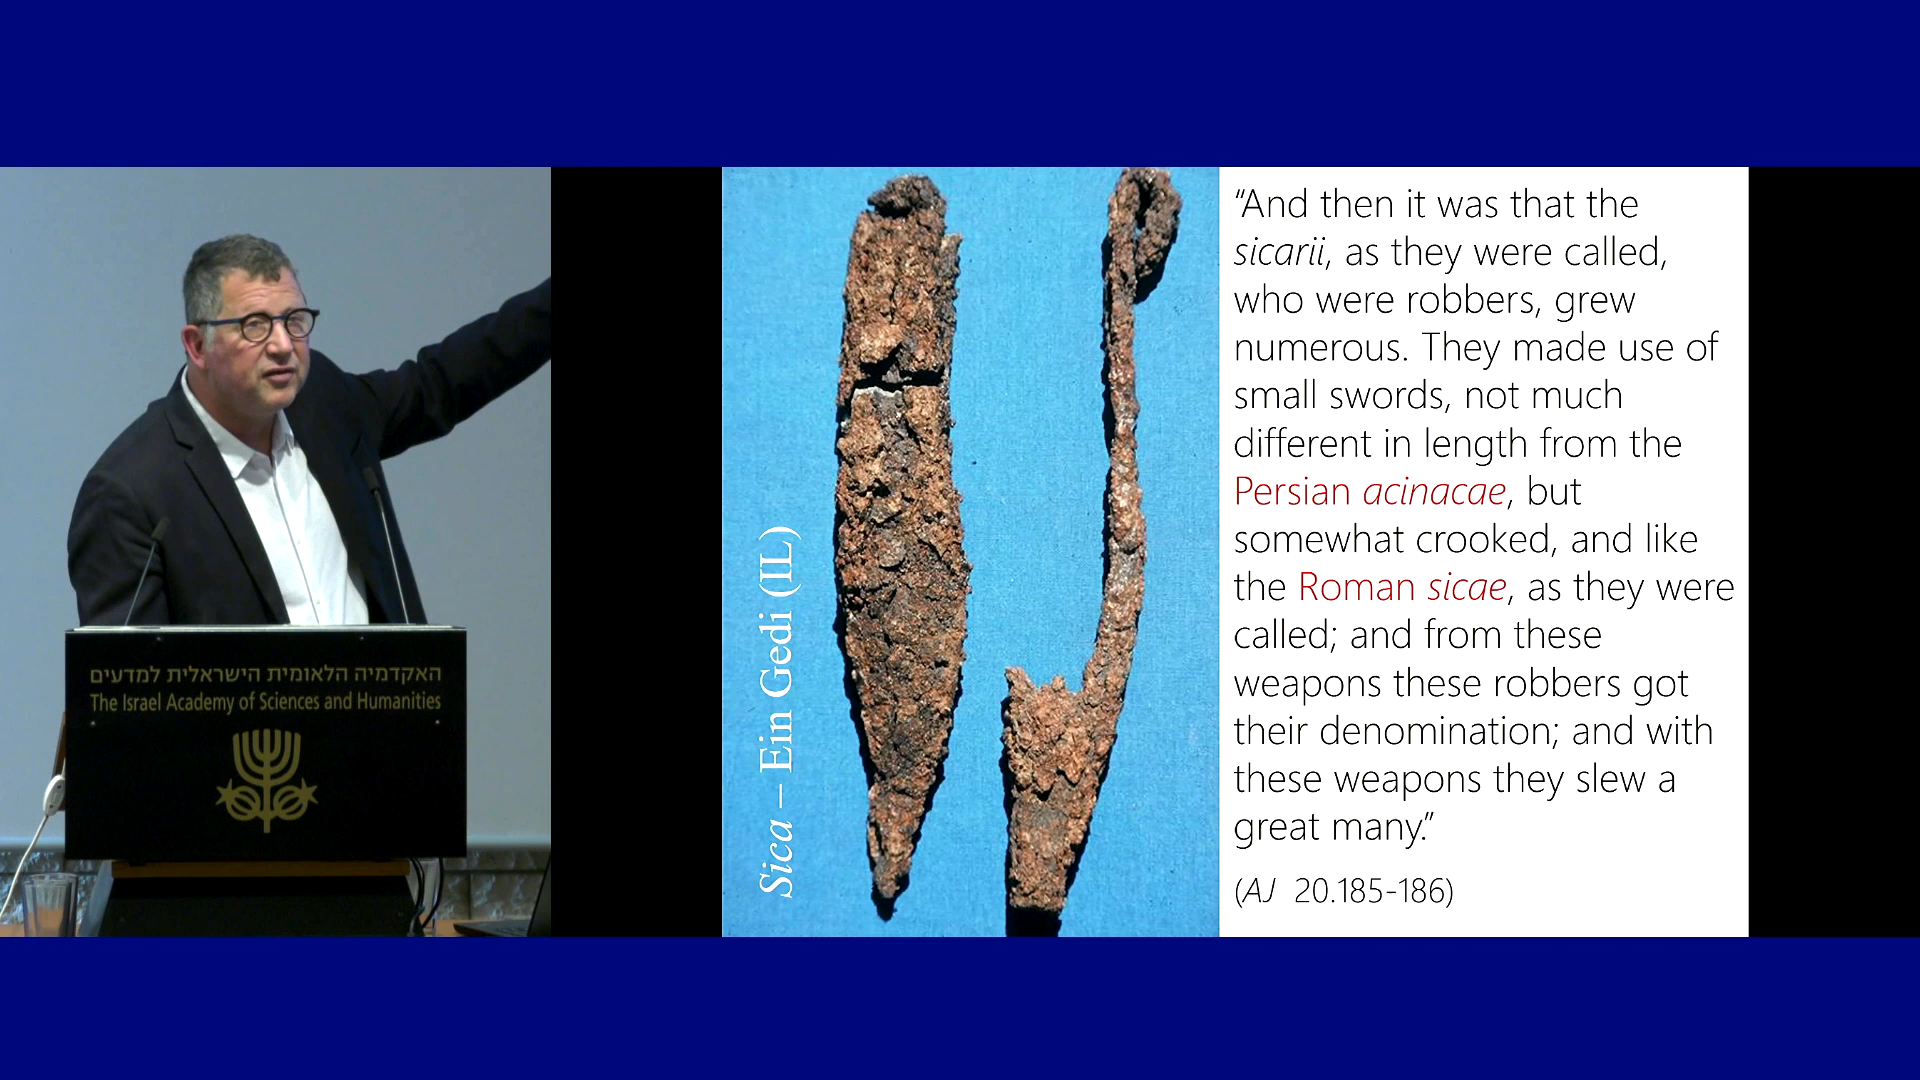 האקדמיה הלאומית הישראלית למדעים
The Israel Academy of Sciences and Humanities
Sica – Ein Gedi (IL)
“And then it was that the
sicarii, as they were called,
who were robbers, grew
numerous. They made use of
small swords, not much
different in length from the
Persian acinacae, but
somewhat crooked, and like
the Roman sicae, as they were
called; and from these
weapons these robbers got
their denomination; and with
these weapons they slew a
great many.”
(AJ 20.185-186)